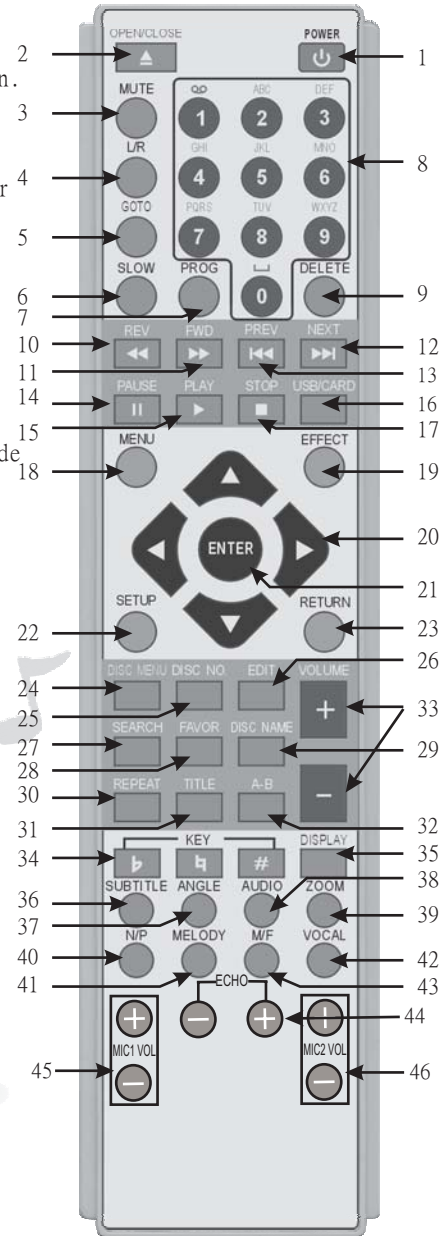 OPEN/CLOSE POWER
2 1
n.
MUTE
3
1 ABC 2 DEF 3
8
L/R
4
r
GHI 4 JKL 5 MNO 6
GOTO
5
PQRS 7 TUV 8 WXYZ 9
SLOW PROG 0 DELETE
6 9
7
REV FWD PREV NEXT
10 12
11 13
PAUSE PLAY STOP USB/CARD
14 16
15 17
de
MENU EFFECT
18 19
20
ENTER
21
SETUP RETURN
22 23
26
DISC MENU DISC NO. EDIT VOLUME
24
25
+
33
SEARCH FAVOR DISC NAME
27 29
28
REPEAT TITLE A-B
30
−
31 32
KEY DISPLAY
34 ♭ ♮ # 35
SUBTITLE ANGLE AUDIO ZOOM
36 38
37 39
N/P MELODY M/F VOCAL
40 42
41 43
ECHO
+ − + +
44
MIC1 VOL MIC2 VOL
45 46
− −